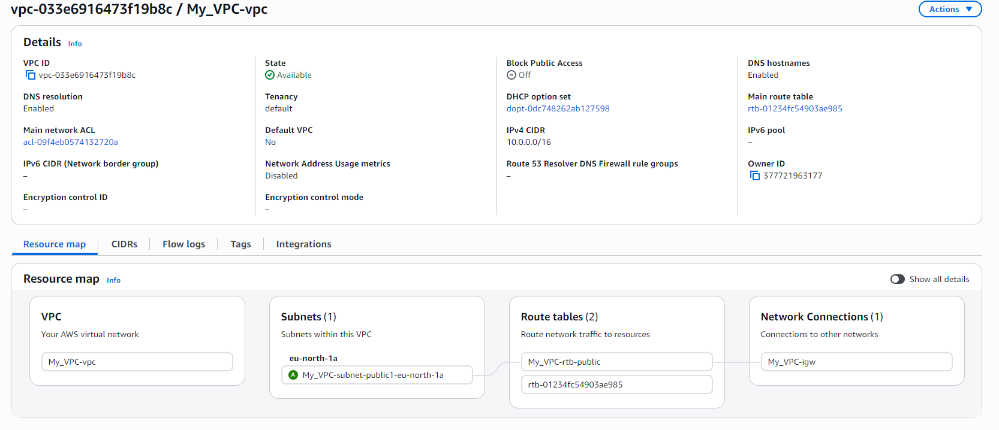 vpc-033e6916473f19b8c / My_VPC-vpc
Actions
Details Info
VPC ID
vpc-033e6916473f19b8c
State
Available
Block Public Access
Off
DNS hostnames
Enabled
DNS resolution
Enabled
Tenancy
default
DHCP option set
dopt-0dc748262ab127598
Main route table
rtb-01234fc54903ae985
Main network ACL
acl-09f4eb0574132720a
Default VPC
No
IPv4 CIDR
10.0.0.0/16
IPv6 pool
–
IPv6 CIDR (Network border group)
–
Network Address Usage metrics
Disabled
Route 53 Resolver DNS Firewall rule groups
–
Owner ID
377721963177
Encryption control ID
–
Encryption control mode
–
Resource map
CIDRs
Flow logs
Tags
Integrations
Resource map Info
Show all details
VPC
Your AWS virtual network
My_VPC-vpc
Subnets (1)
Subnets within this VPC
eu-north-1a
A My_VPC-subnet-public1-eu-north-1a
Route tables (2)
Route network traffic to resources
My_VPC-rtb-public
rtb-01234fc54903ae985
Network Connections (1)
Connections to other networks
My_VPC-igw